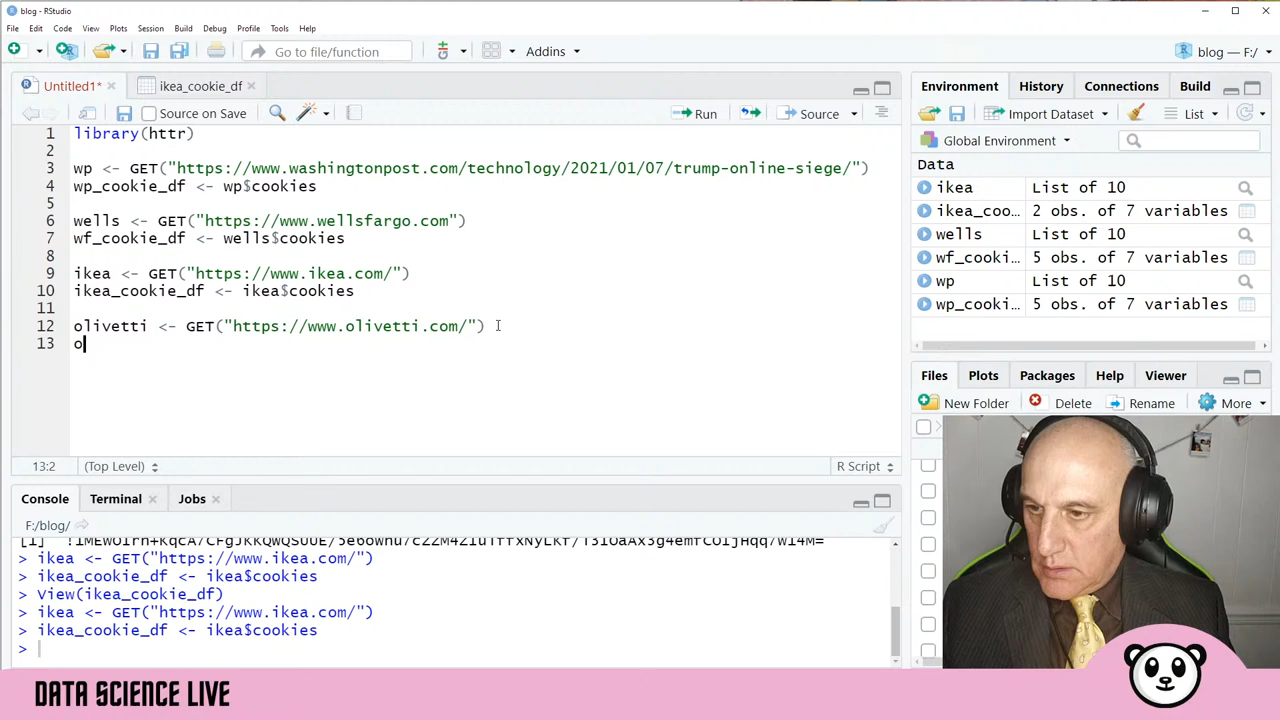 blog - RStudio
File Edit Code View Plots Session Build Debug Profile Tools Help
Go to file/function Addins blog — F:/
Untitled1* ikea_cookie_df
Source on Save Run Source
1 library(httr)
2
3 wp <- GET("https://www.washingtonpost.com/technology/2021/01/07/trump-online-siege/")
4 wp_cookie_df <- wp$cookies
5
6 wells <- GET("https://www.wellsfargo.com")
7 wf_cookie_df <- wells$cookies
8
9 ikea <- GET("https://www.ikea.com/")
10 ikea_cookie_df <- ikea$cookies
11
12 olivetti <- GET("https://www.olivetti.com/")
13 o
13:2 (Top Level) R Script
Console Terminal Jobs
F:/blog/
> ikea <- GET("https://www.ikea.com/")
> ikea_cookie_df <- ikea$cookies
> View(ikea_cookie_df)
> ikea <- GET("https://www.ikea.com/")
> ikea_cookie_df <- ikea$cookies
>
Environment History Connections Build
Import Dataset List
Global Environment
Data
ikea List of 10
ikea_coo… 2 obs. of 7 variables
wells List of 10
wf_cooki… 5 obs. of 7 variables
wp List of 10
wp_cooki… 5 obs. of 7 variables
Files Plots Packages Help Viewer
New Folder Delete Rename More
DATA SCIENCE LIVE